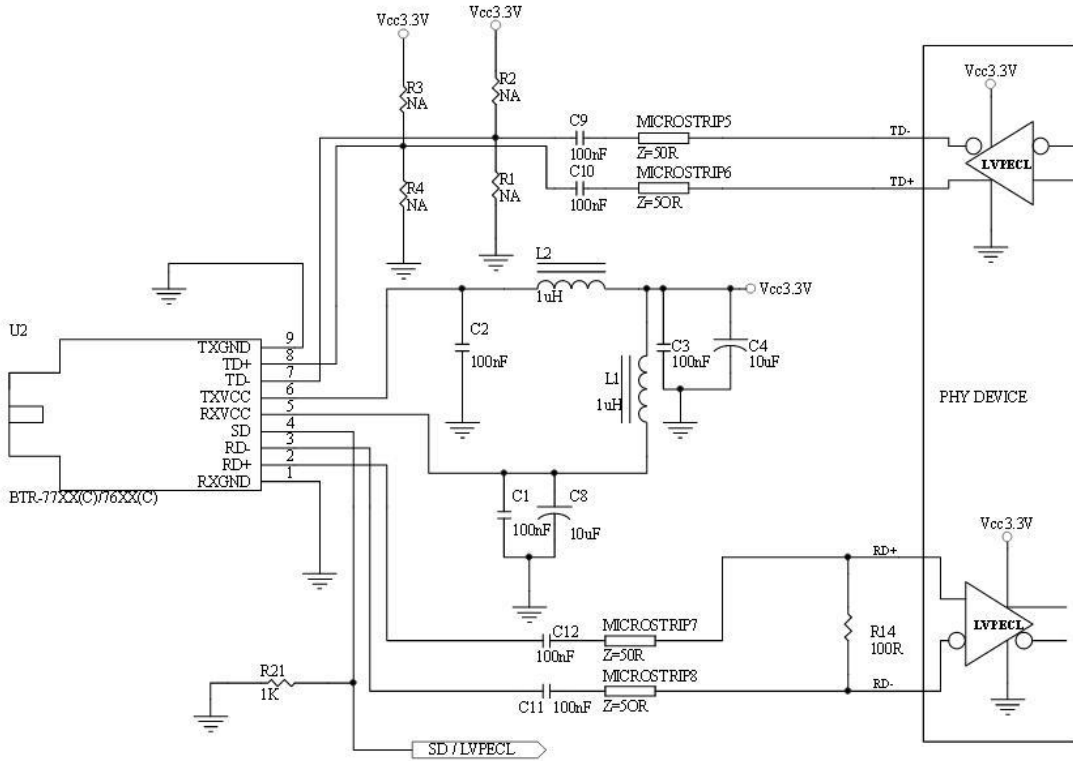 Vcc3.3V
Vcc3.3V
R3
NA
R2
NA
Vcc3.3V
C9
100nF
MICROSTRIP5
Z=50R
TD-
LVPECL
R4
NA
R1
NA
C10
100nF
MICROSTRIP6
Z=5OR
TD+
L2
1uH
Vcc3.3V
U2
C2
100nF
C3
100nF
C4
10uF
L1
1uH
PHY DEVICE
TXGND 9
TD+ 8
TD- 7
TXVCC 6
RXVCC 5
SD 4
RD- 3
RD+ 2
RXGND 1
BTR-77XX(C)/76XX(C)
C1
100nF
C8
10uF
Vcc3.3V
RD+
C12
100nF
MICROSTRIP7
Z=50R
R14
100R
LVPECL
R21
1K
C11 100nF
MICROSTRIP8
Z=5OR
RD-
SD / LVPECL